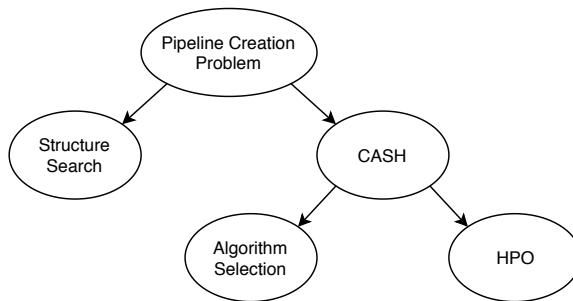 Pipeline Creation
Problem
Structure
Search
CASH
Algorithm
Selection
HPO